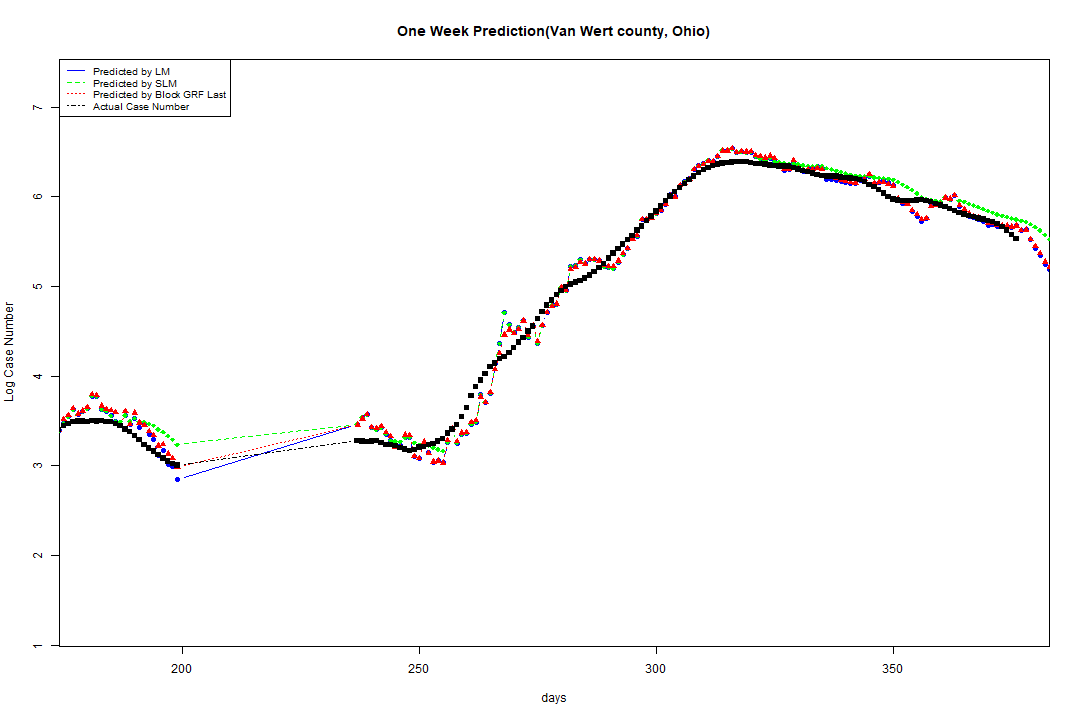 One Week Prediction(Van Wert county, Ohio)
Predicted by LM
Predicted by SLM
Predicted by Block GRF Last
Actual Case Number
7
6
5
4
3
2
1
Log Case Number
200 250 300 350
days